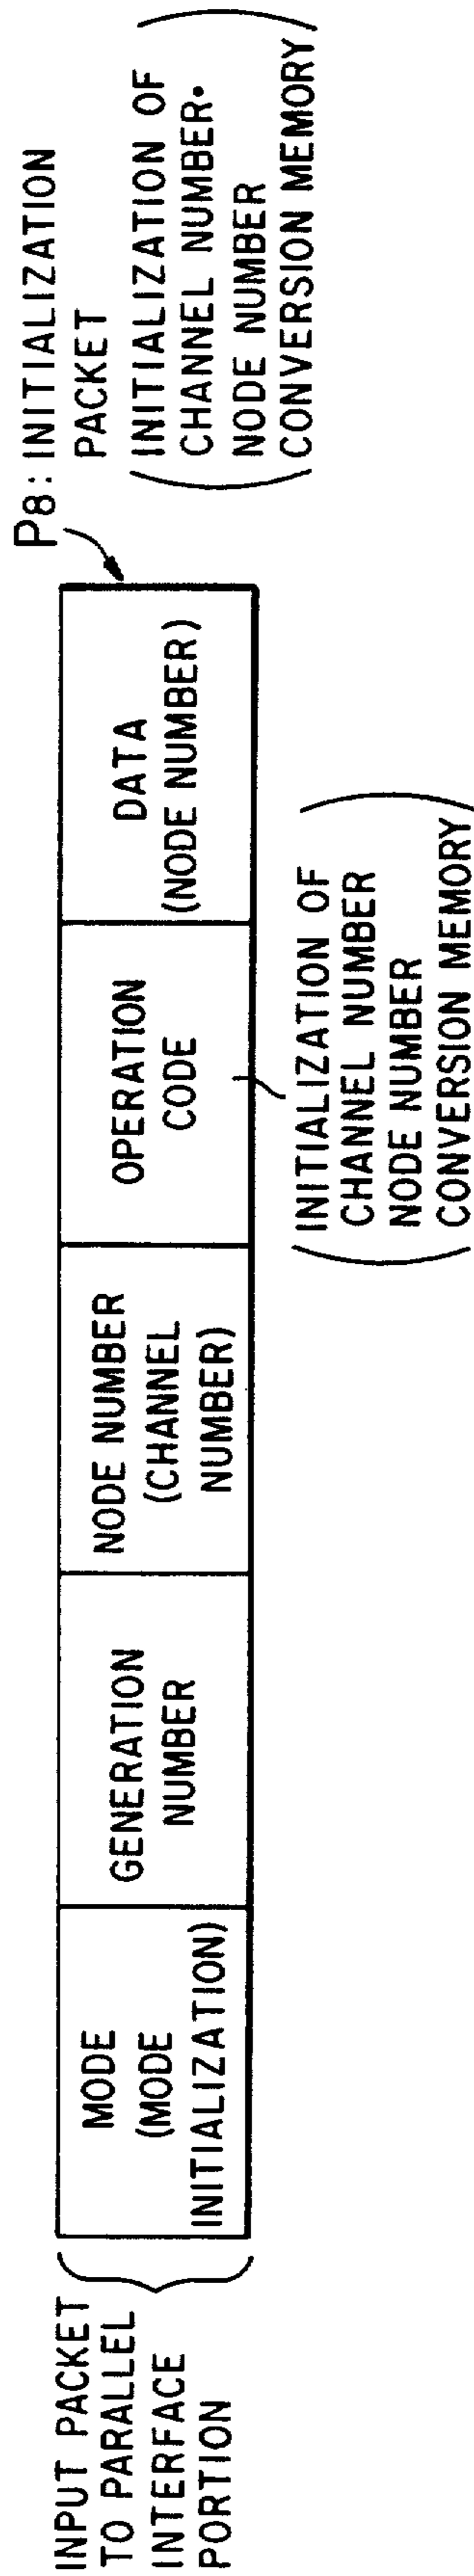 INPUT PACKET
TO PARALLEL
INTERFACE
PORTION
MODE
(MODE
INITIALIZATION)
GENERATION
NUMBER
NODE NUMBER
(CHANNEL
NUMBER)
OPERATION
CODE
DATA
(NODE NUMBER)
P8: INITIALIZATION
PACKET
(INITIALIZATION OF
CHANNEL NUMBER·
NODE NUMBER
CONVERSION MEMORY)
(INITIALIZATION OF
CHANNEL NUMBER
NODE NUMBER
CONVERSION MEMORY)